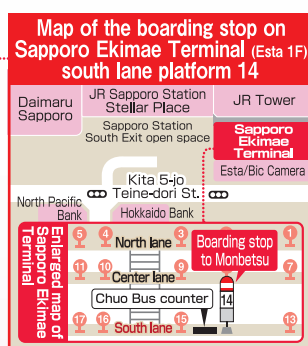 Map of the boarding stop on
Sapporo Ekimae Terminal (Esta 1F)
south lane platform 14
Daimaru
Sapporo
JR Sapporo Station
Stellar Place
JR Tower
Sapporo Station
South Exit open space
Sapporo
Ekimae
Terminal
Esta/Bic Camera
Kita 5-jo
Teine-dori St.
North Pacific
Bank
Hokkaido Bank
Enlarged map of
Sapporo Ekimae
Terminal
5 4 North lane 3 1
Boarding stop
to Monbetsu
11 10 Center lane 9 7
Chuo Bus counter
14
17 16 South lane 15 13